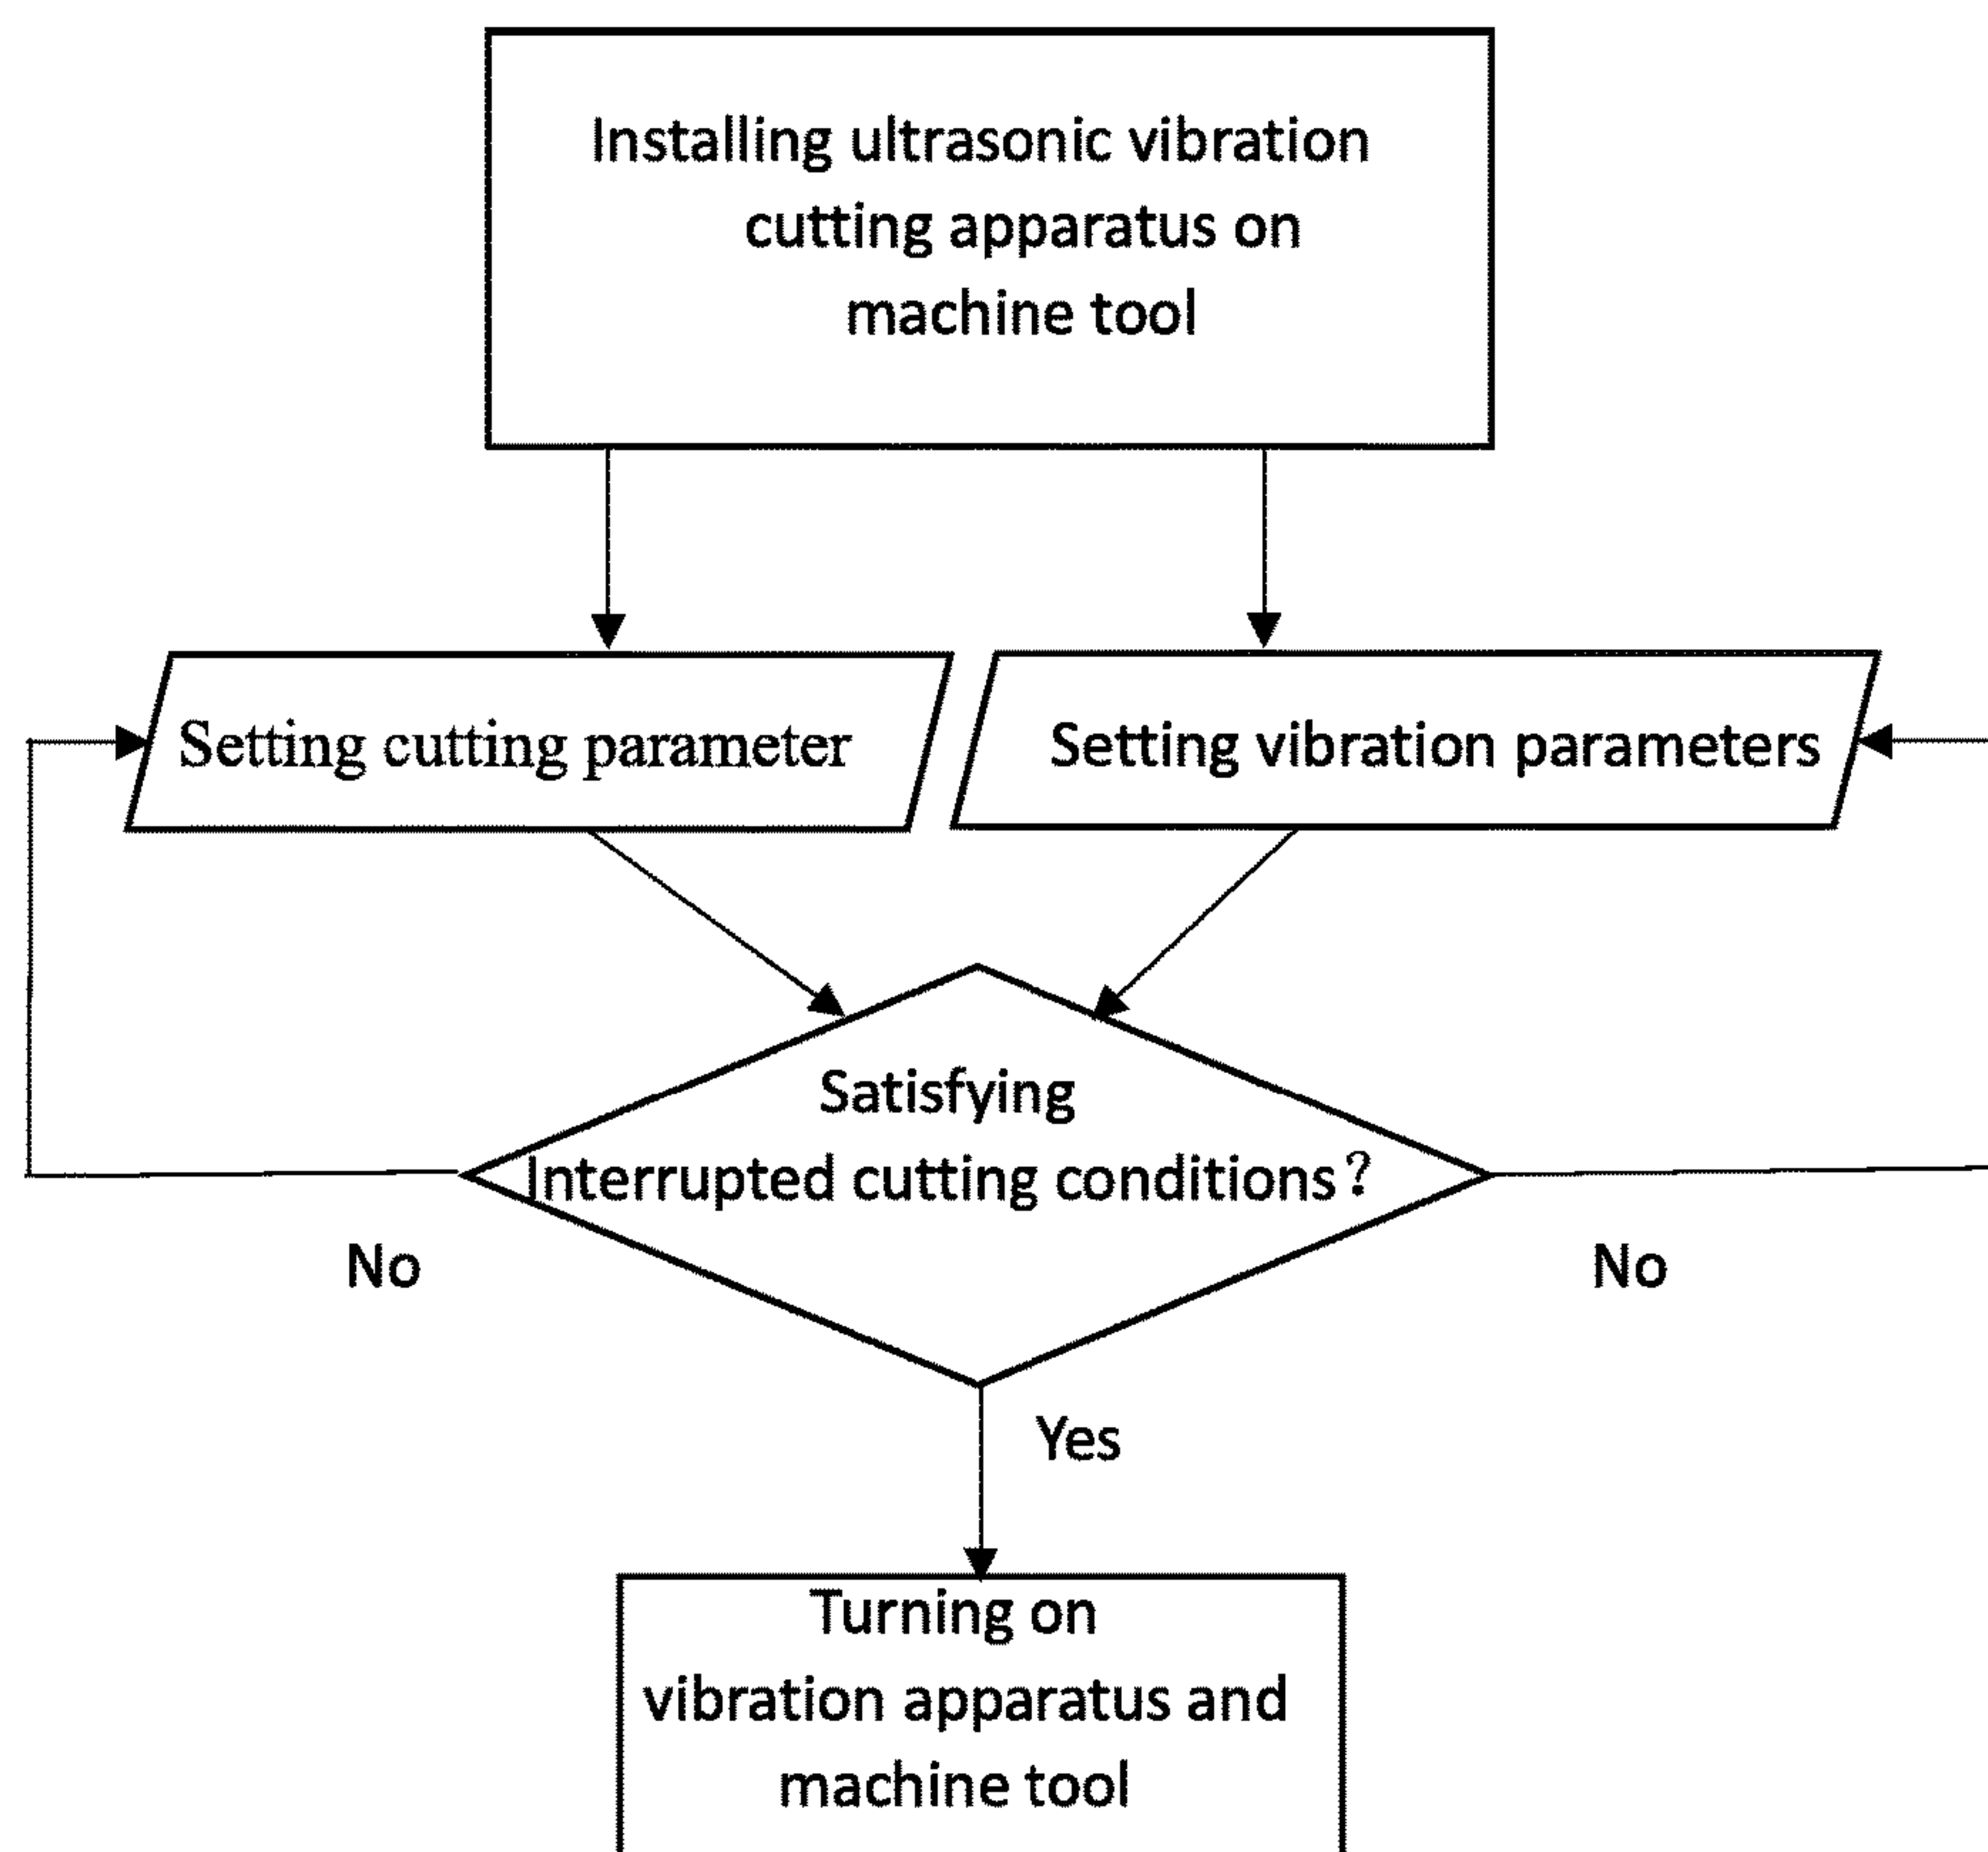 Installing ultrasonic vibration
cutting apparatus on
machine tool
Setting cutting parameter
Setting vibration parameters
Satisfying
Interrupted cutting conditions?
No
No
Yes
Turning on
vibration apparatus and
machine tool